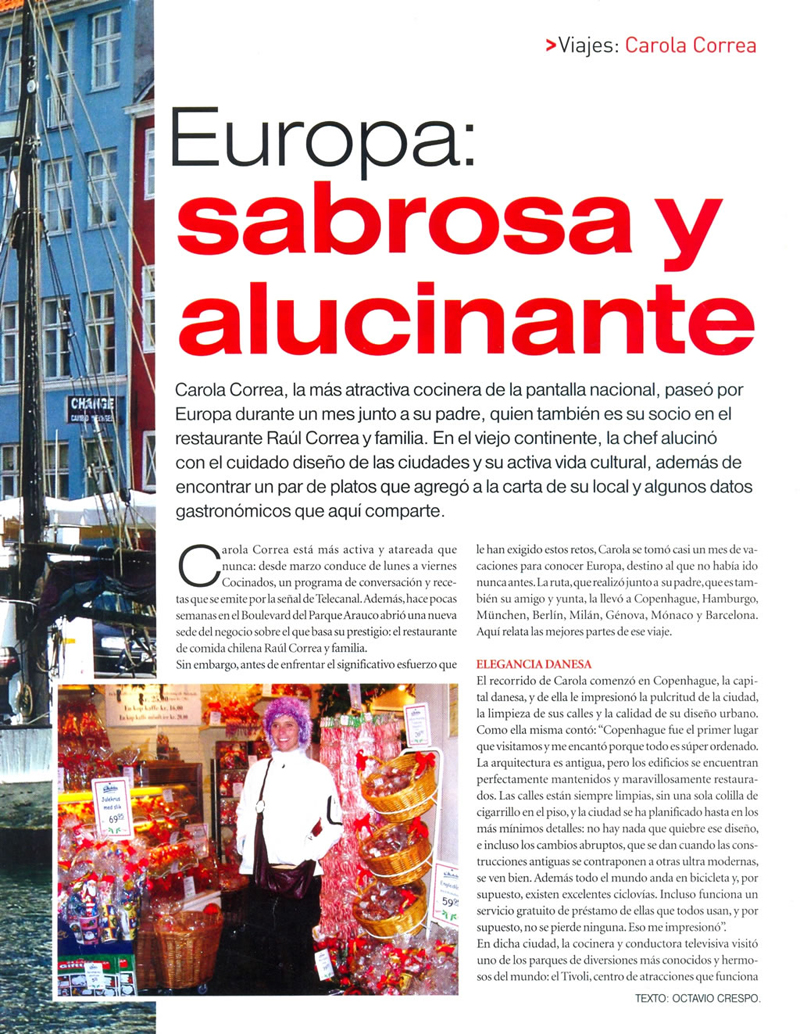 >Viajes: Carola Correa
Europa:
sabrosa y
alucinante
Carola Correa, la más atractiva cocinera de la pantalla nacional, paseó por
Europa durante un mes junto a su padre, quien también es su socio en el
restaurante Raúl Correa y familia. En el viejo continente, la chef alucinó
con el cuidado diseño de las ciudades y su activa vida cultural, además de
encontrar un par de platos que agregó a la carta de su local y algunos datos
gastronómicos que aquí comparte.
Carola Correa está más activa y atareada que
nunca: desde marzo conduce de lunes a viernes
Cocinados, un programa de conversación y rece-
tas que se emite por la señal de Telecanal. Además, hace pocas
semanas en el Boulevard del Parque Arauco abrió una nueva
sede del negocio sobre el que basa su prestigio: el restaurante
de comida chilena Raúl Correa y familia.
Sin embargo, antes de enfrentar el significativo esfuerzo que
le han exigido estos retos, Carola se tomó casi un mes de va-
caciones para conocer Europa, destino al que no había ido
nunca antes. La ruta, que realizó junto a su padre, que es tam-
bién su amigo y yunta, la llevó a Copenhague, Hamburgo,
München, Berlín, Milán, Génova, Mónaco y Barcelona.
Aquí relata las mejores partes de ese viaje.
ELEGANCIA DANESA
El recorrido de Carola comenzó en Copenhague, la capi-
tal danesa, y de ella le impresionó la pulcritud de la ciudad,
la limpieza de sus calles y la calidad de su diseño urbano.
Como ella misma contó: “Copenhague fue el primer lugar
que visitamos y me encantó porque todo es súper ordenado.
La arquitectura es antigua, pero los edificios se encuentran
perfectamente mantenidos y maravillosamente restaura-
dos. Las calles están siempre limpias, sin una sola colilla de
cigarrillo en el piso, y la ciudad se ha planificado hasta en los
más mínimos detalles: no hay nada que quiebre ese diseño,
e incluso los cambios abruptos, que se dan cuando las cons-
trucciones antiguas se contraponen a otras ultra modernas,
se ven bien. Además todo el mundo anda en bicicleta y, por
supuesto, existen excelentes ciclovías. Incluso funciona un
servicio gratuito de préstamo de ellas que todos usan, y por
supuesto, no se pierde ninguna. Eso me impresionó”.
En dicha ciudad, la cocinera y conductora televisiva visitó
uno de los parques de diversiones más conocidos y hermo-
sos del mundo: el Tivoli, centro de atracciones que funciona
TEXTO: OCTAVIO CRESPO.
CHANGE
Julekrus
med slik
69
59